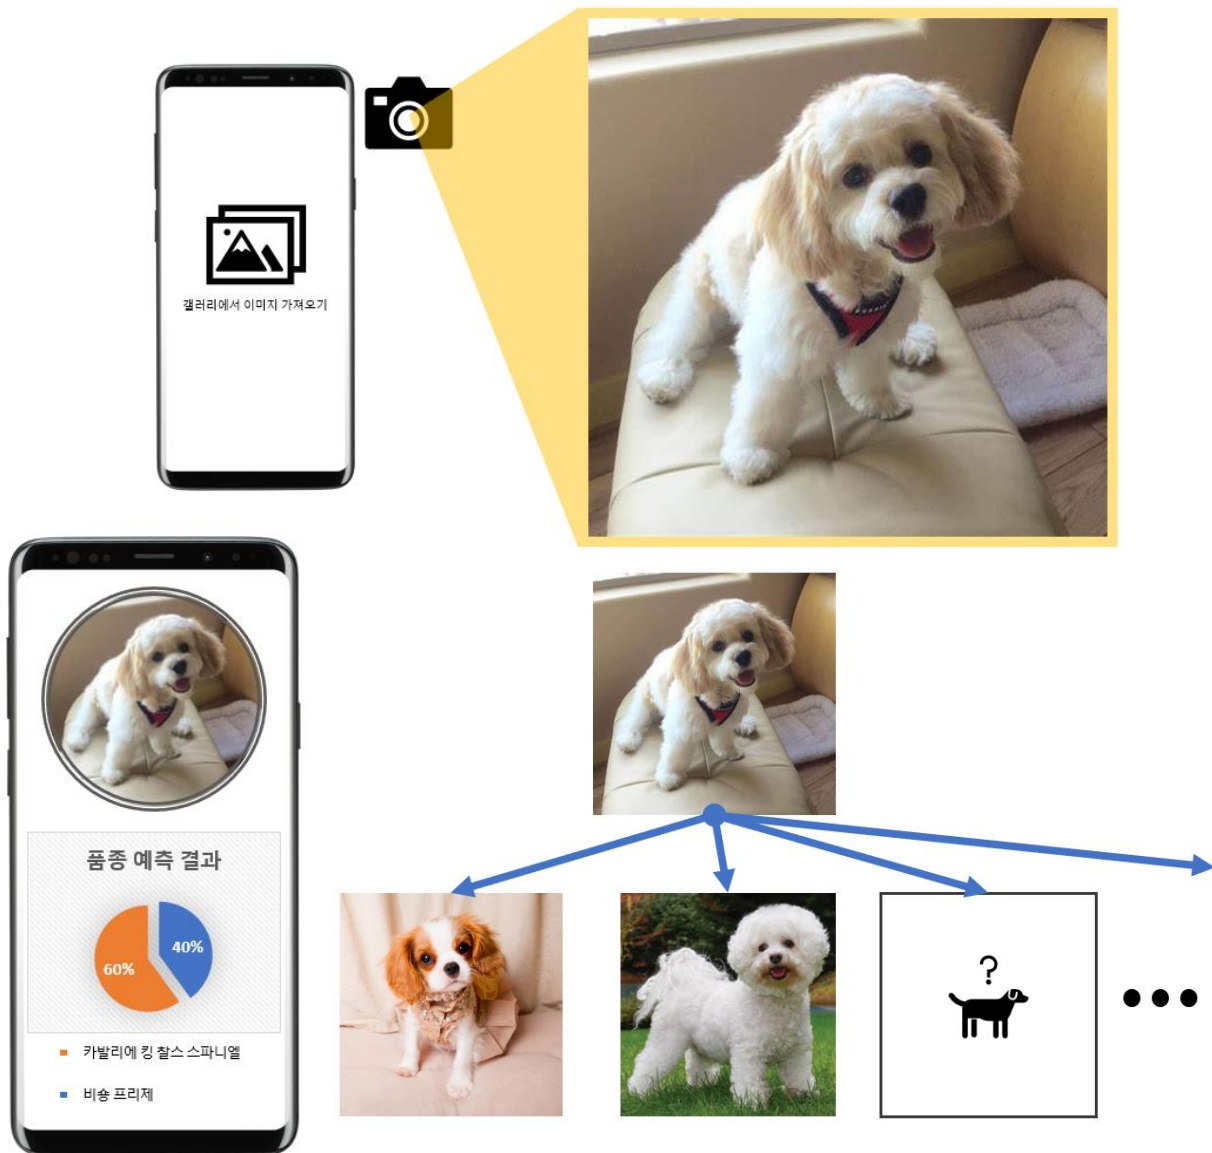 갤러리에서 이미지 가져오기
품종 예측 결과
40%
60%
카발리에 킹 찰스 스파니엘
비숑 프리제
?